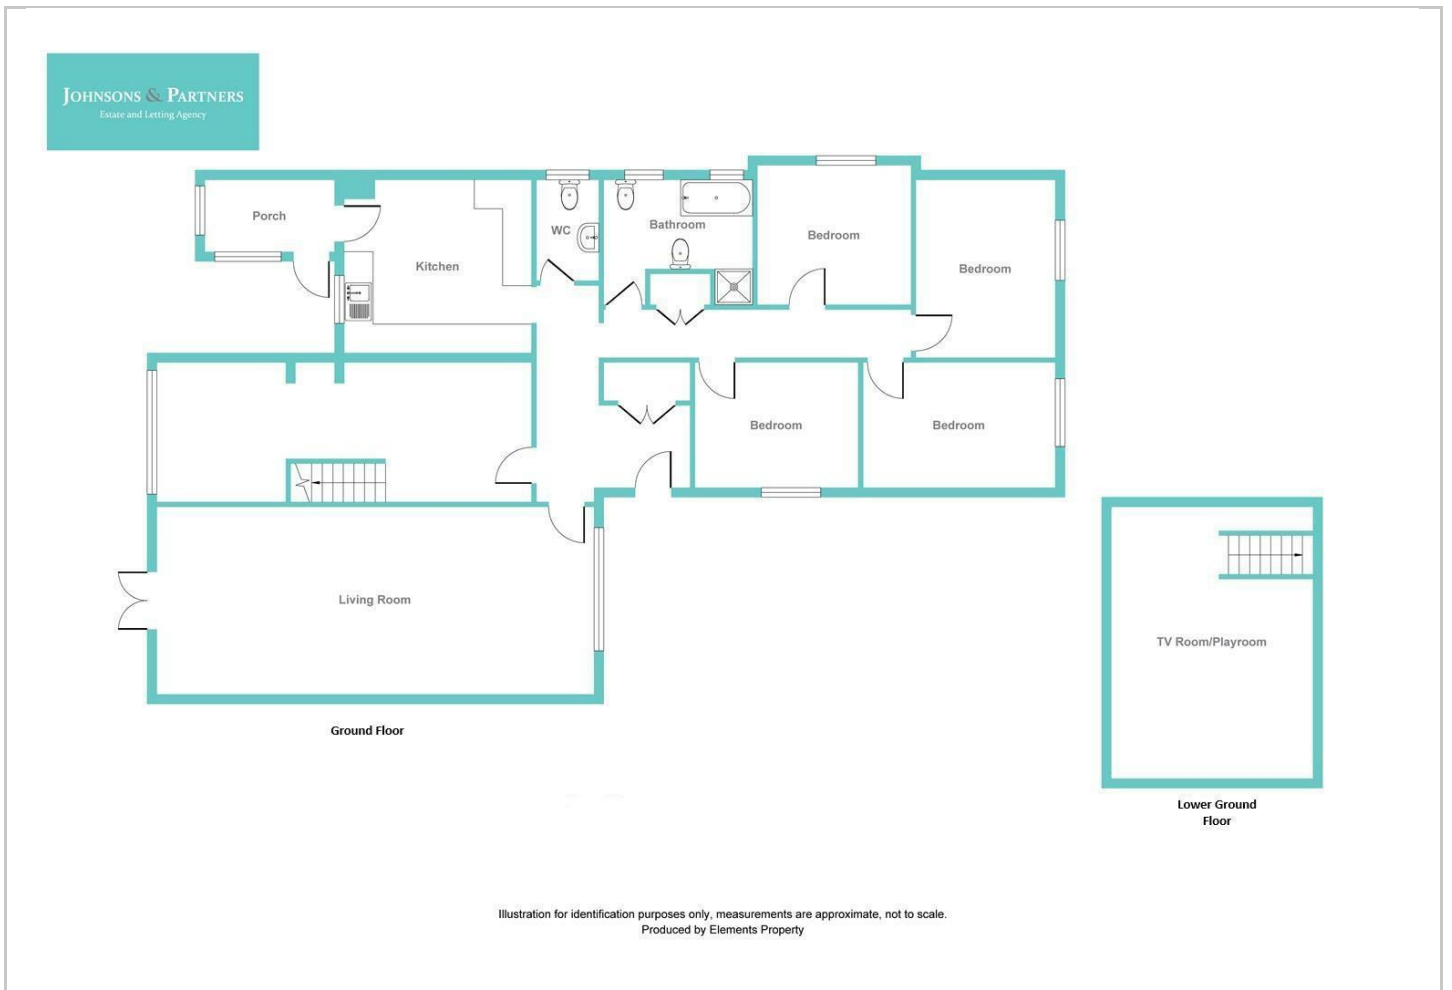 JOHNSONS & PARTNERS
Estate and Letting Agency
Porch
Kitchen
WC
Bathroom
Bedroom
Bedroom
Bedroom
Bedroom
Living Room
TV Room/Playroom
Ground Floor
Lower Ground
Floor
Illustration for identification purposes only, measurements are approximate, not to scale.
Produced by Elements Property